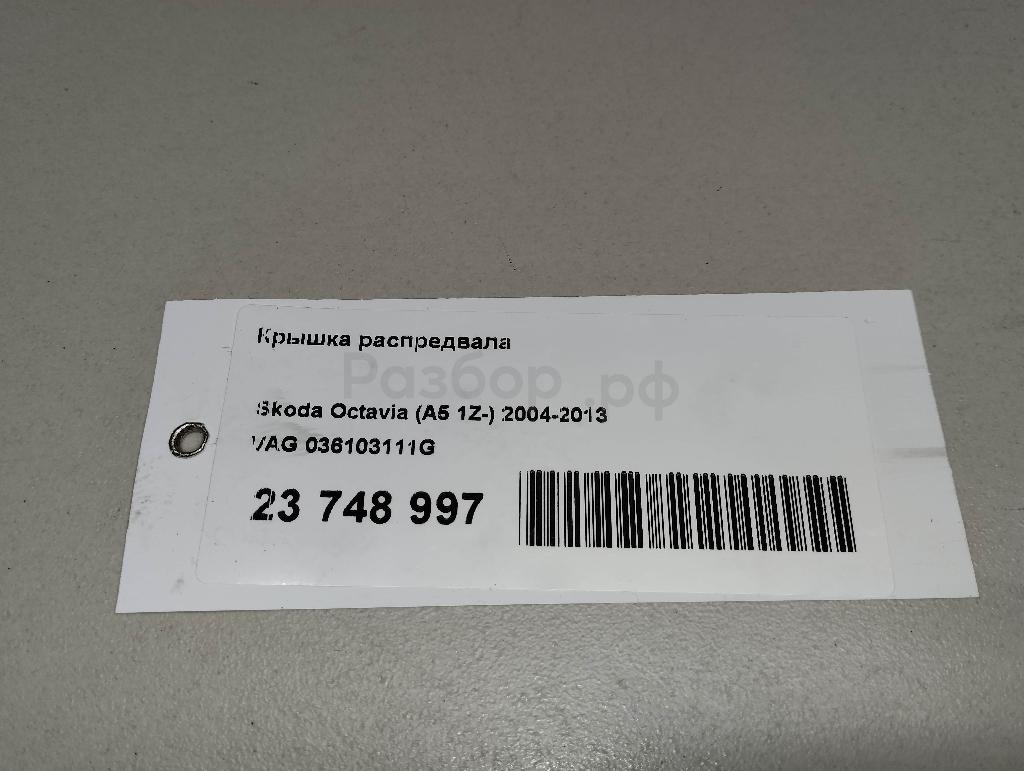 Крышка распредвала
Разбор.рф
Skoda Octavia (A5 1Z-) 2004-2013
VAG 036103111G
23 748 997